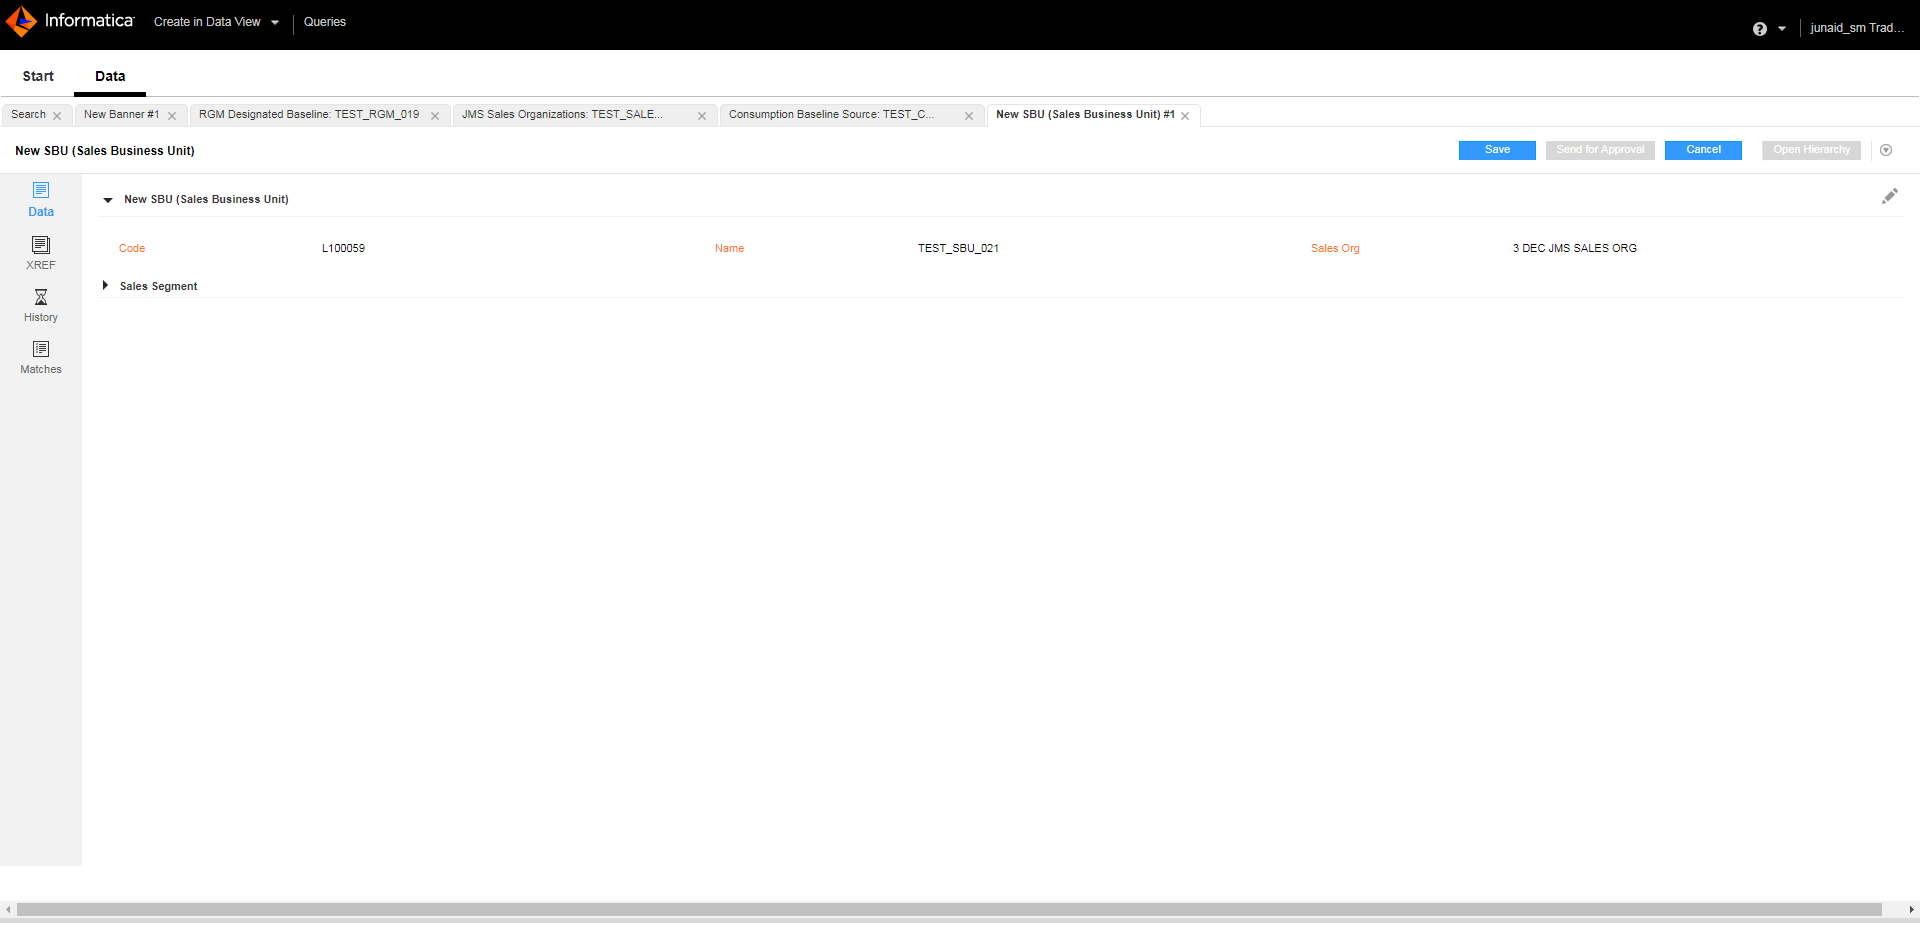 Informatica Create in Data View Queries junaid_sm Trad...
Start Data
Search New Banner #1 RGM Designated Baseline: TEST_RGM_019 JMS Sales Organizations: TEST_SALE... Consumption Baseline Source: TEST_C... New SBU (Sales Business Unit) #1
New SBU (Sales Business Unit) Save Send for Approval Cancel Open Hierarchy
Data
XREF
History
Matches
New SBU (Sales Business Unit)
Code L100059 Name TEST_SBU_021 Sales Org 3 DEC JMS SALES ORG
Sales Segment